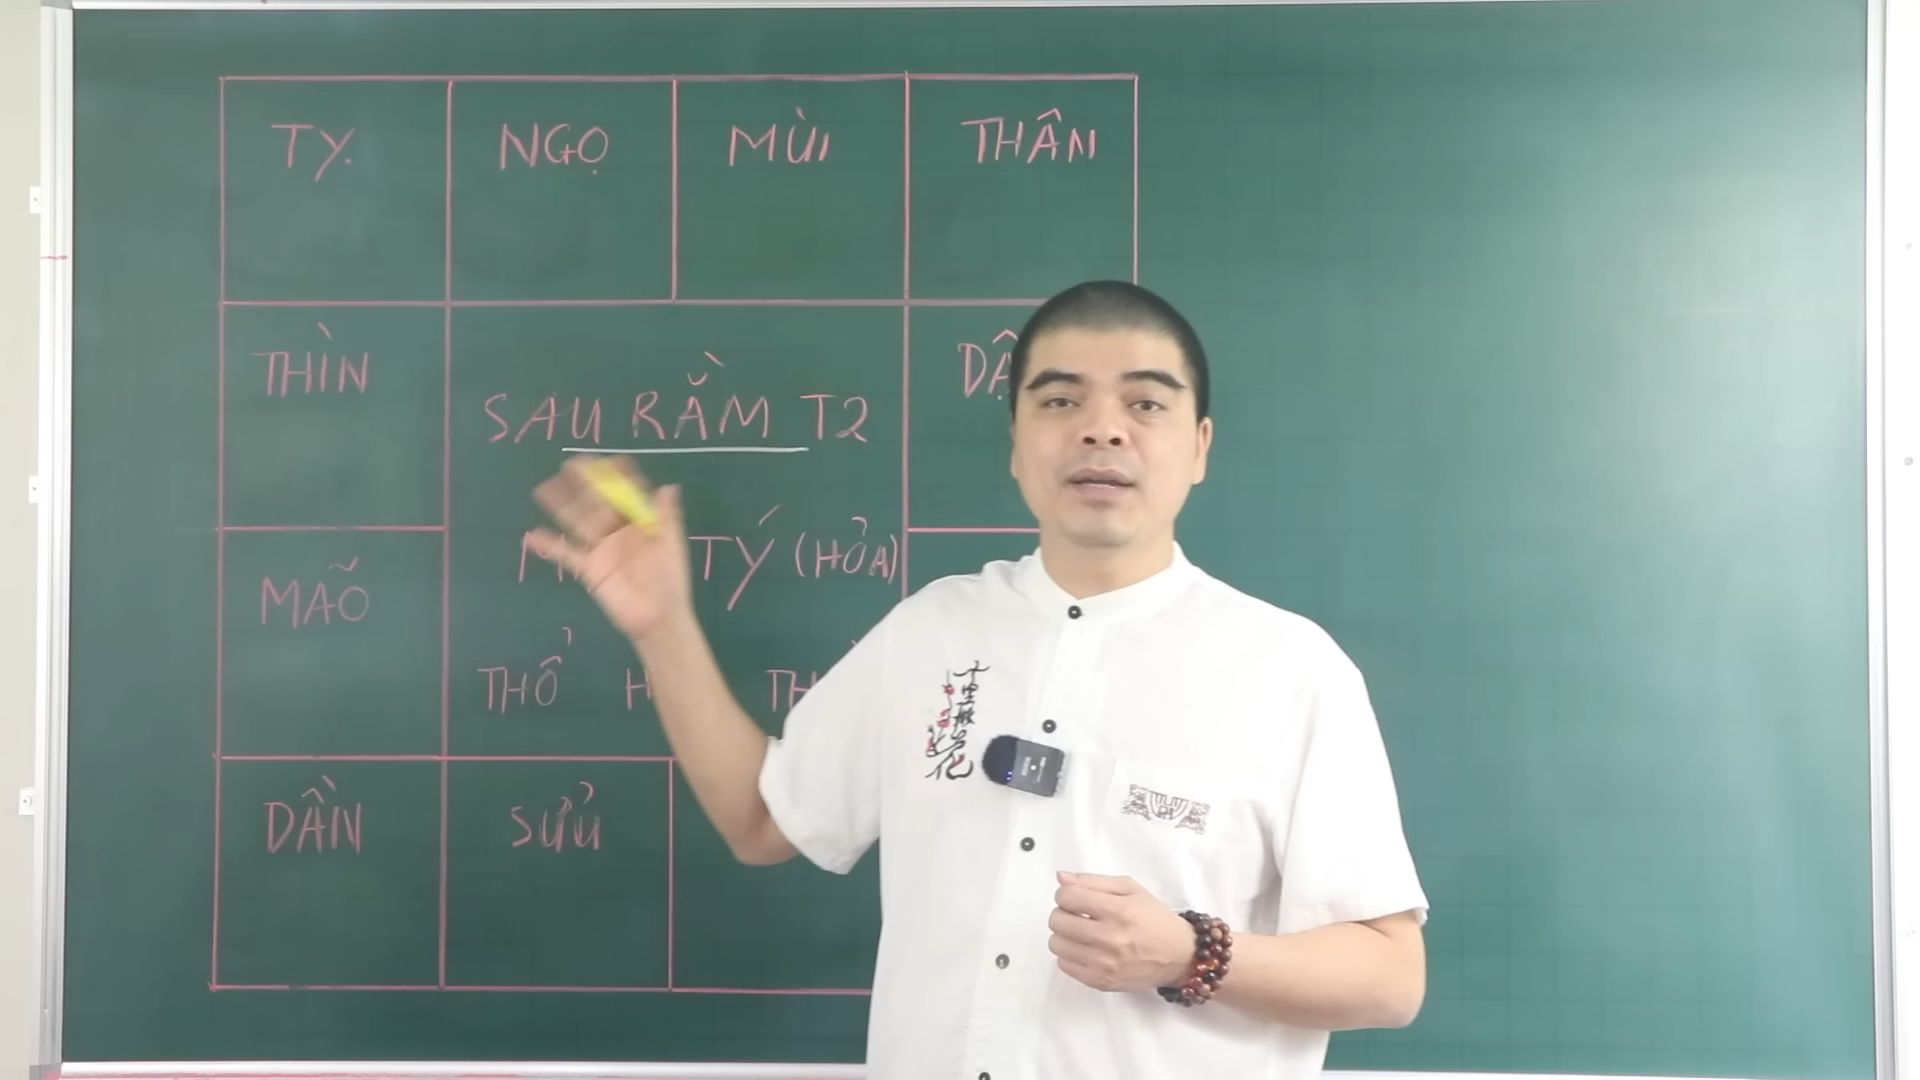 TỴ NGỌ MÙI THÂN
THÌN
SAU RẰM T2
MÃO
TÝ (HỎA)
THỔ
DẦN SỬU